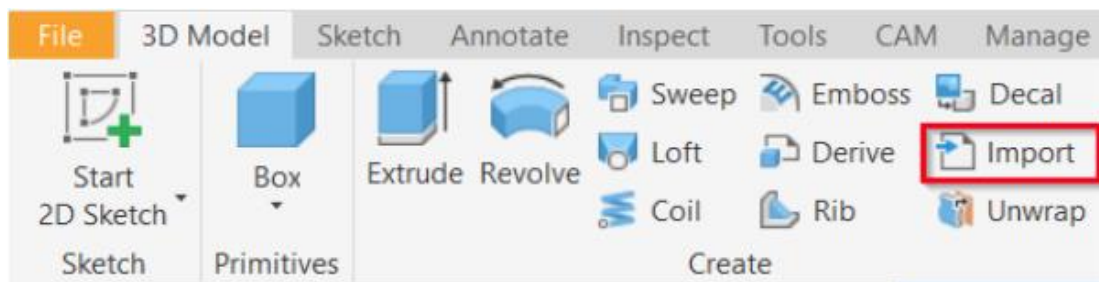 File 3D Model Sketch Annotate Inspect Tools CAM Manage
Start
2D Sketch
Box
Extrude
Revolve
Sweep
Loft
Coil
Emboss
Derive
Rib
Decal
Import
Unwrap
Sketch Primitives Create